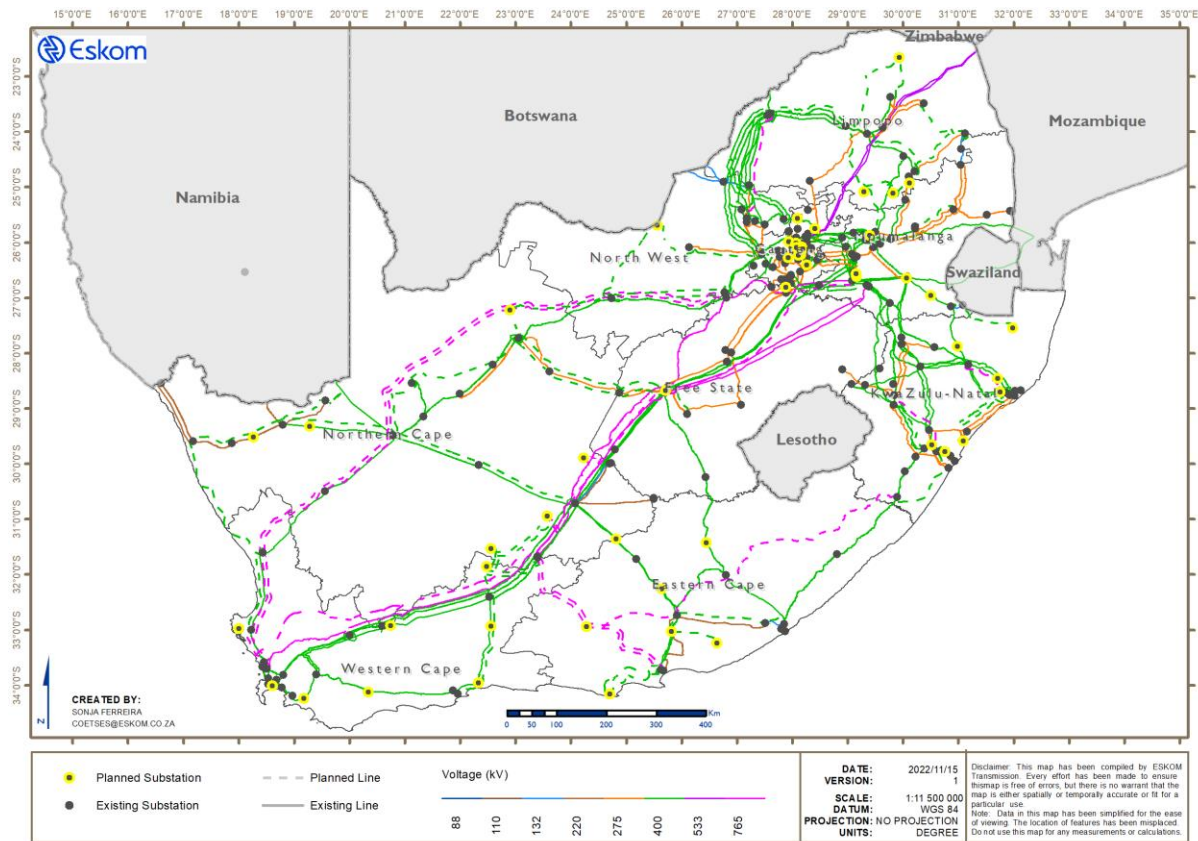 15°0'0"E 16°0'0"E 17°0'0"E 18°0'0"E 19°0'0"E 20°0'0"E 21°0'0"E 22°0'0"E 23°0'0"E 24°0'0"E 25°0'0"E 26°0'0"E 27°0'0"E 28°0'0"E 29°0'0"E 30°0'0"E 31°0'0"E 32°0'0"E 33°0'0"E 34°0'0"E 35°0'0"E
Eskom
Zimbabwe
23°0'0"S
24°0'0"S
25°0'0"S
26°0'0"S
27°0'0"S
28°0'0"S
29°0'0"S
30°0'0"S
31°0'0"S
32°0'0"S
33°0'0"S
34°0'0"S
Botswana
Limpopo
Mozambique
Namibia
Mpumalanga
North West
Gauteng
Swaziland
Free State
KwaZulu-Natal
Northern Cape
Lesotho
Eastern Cape
Western Cape
N
CREATED BY:
SONJA FERREIRA
COETSES@ESKOM.CO.ZA
Km
0 50 100 200 300 400
Planned Substation
Existing Substation
Planned Line
Existing Line
Voltage (kV)
88 110 132 220 275 400 533 765
DATE: 2022/11/15
VERSION: 1
SCALE: 1:11 500 000
DATUM: WGS 84
PROJECTION: NO PROJECTION
UNITS: DEGREE
Disclaimer: This map has been compiled by ESKOM
Transmission. Every effort has been made to ensure
thismap is free of errors, but there is no warrant that the
map is either spatially or temporally accurate or fit for a
particular use.
Note: Data in this map has been simplified for the ease
of viewing. The location of features has been misplaced.
Do not use this map for any measurements or calculations.